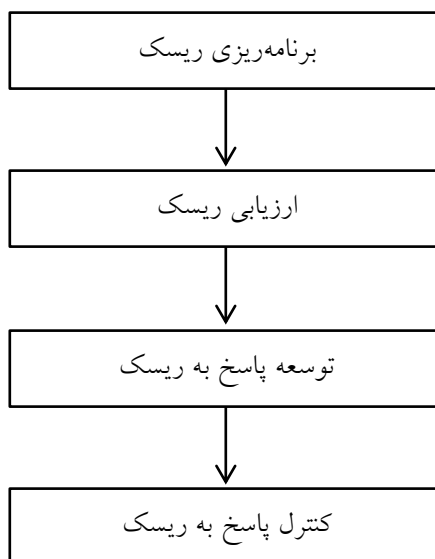 برنامه‌ریزی ریسک
ارزیابی ریسک
توسعه پاسخ به ریسک
کنترل پاسخ به ریسک